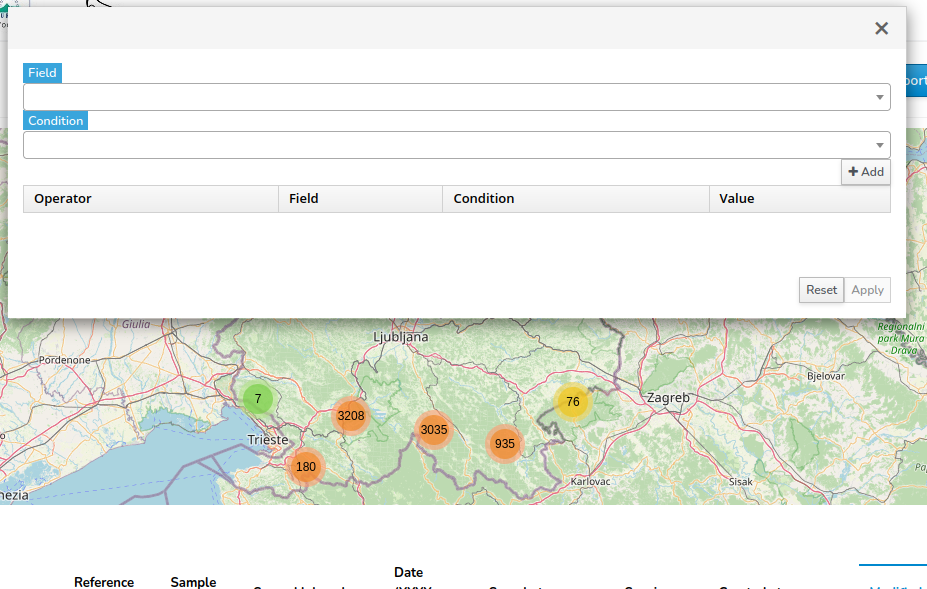 Field
Condition
+ Add
Operator Field Condition Value
Reset Apply
Giulia
Ljubljana
Regionalni
park Mura
- Drava
Pordenone
Bjelovar
7
3208
3035
935
76
Zagreb
Trieste
180
Karlovac
Sisak
nezia
Date
Reference Sample